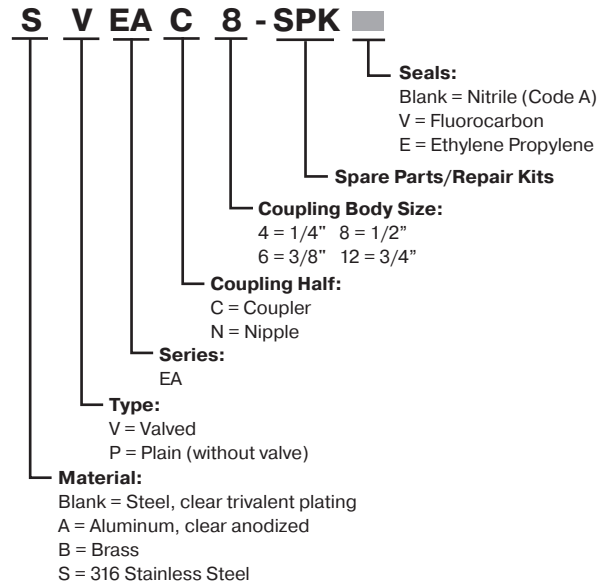 S V EA C 8 - SPK
Seals:
Blank = Nitrile (Code A)
V = Fluorocarbon
E = Ethylene Propylene
Spare Parts/Repair Kits
Coupling Body Size:
4 = 1/4” 8 = 1/2”
6 = 3/8” 12 = 3/4”
Coupling Half:
C = Coupler
N = Nipple
Series:
EA
Type:
V = Valved
P = Plain (without valve)
Material:
Blank = Steel, clear trivalent plating
A = Aluminum, clear anodized
B = Brass
S = 316 Stainless Steel